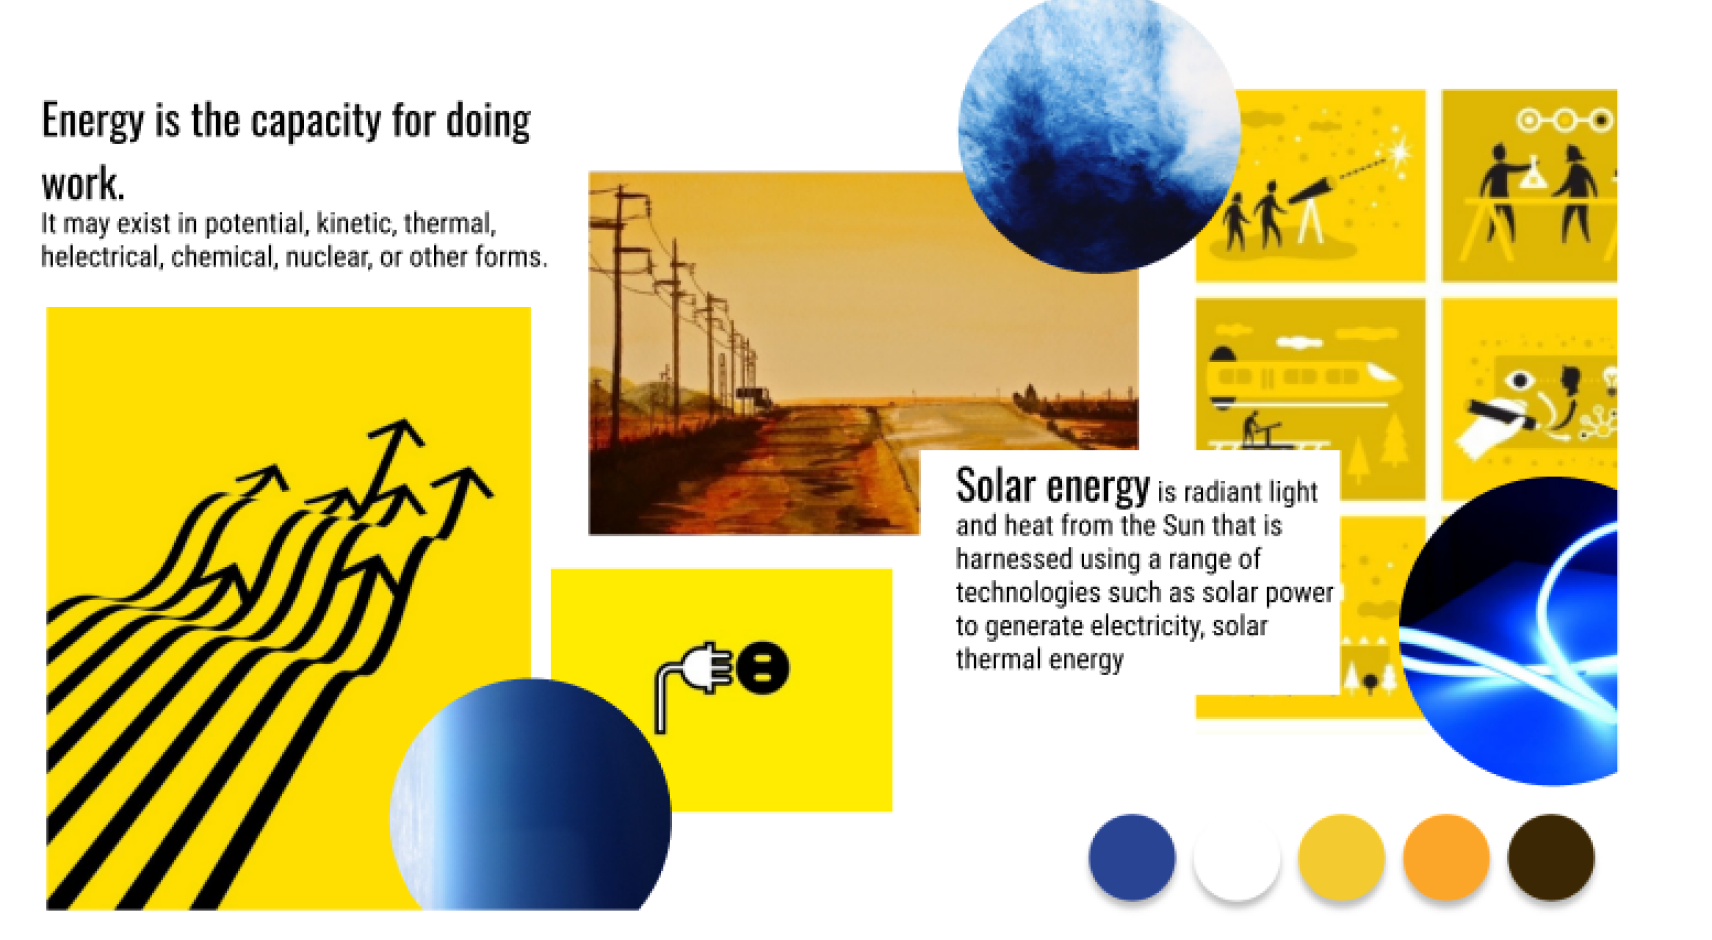 Energy is the capacity for doing
work.
It may exist in potential, kinetic, thermal,
helectrical, chemical, nuclear, or other forms.
Solar energy is radiant light
and heat from the Sun that is
harnessed using a range of
technologies such as solar power
to generate electricity, solar
thermal energy